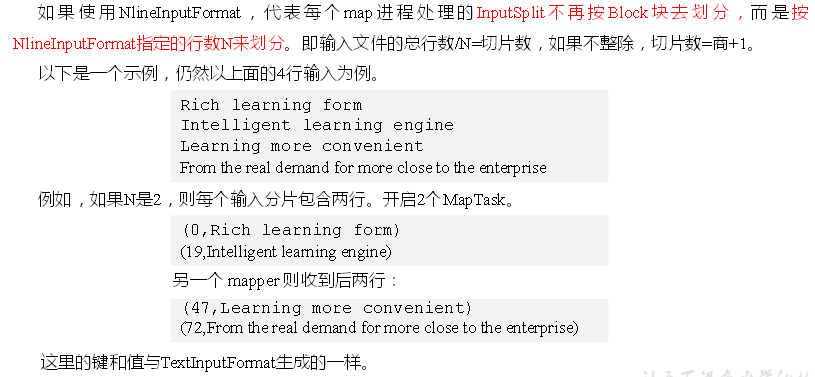 如果使用NlineInputFormat，代表每个map进程处理的InputSplit不再按Block块去划分，而是按
NlineInputFormat指定的行数N来划分。即输入文件的总行数/N=切片数，如果不整除，切片数=商+1。
以下是一个示例，仍然以上面的4行输入为例。
Rich learning form
Intelligent learning engine
Learning more convenient
From the real demand for more close to the enterprise
例如，如果N是2，则每个输入分片包含两行。开启2个MapTask。
(0,Rich learning form)
(19,Intelligent learning engine)
另一个 mapper 则收到后两行：
(47,Learning more convenient)
(72,From the real demand for more close to the enterprise)
这里的键和值与TextInputFormat生成的一样。